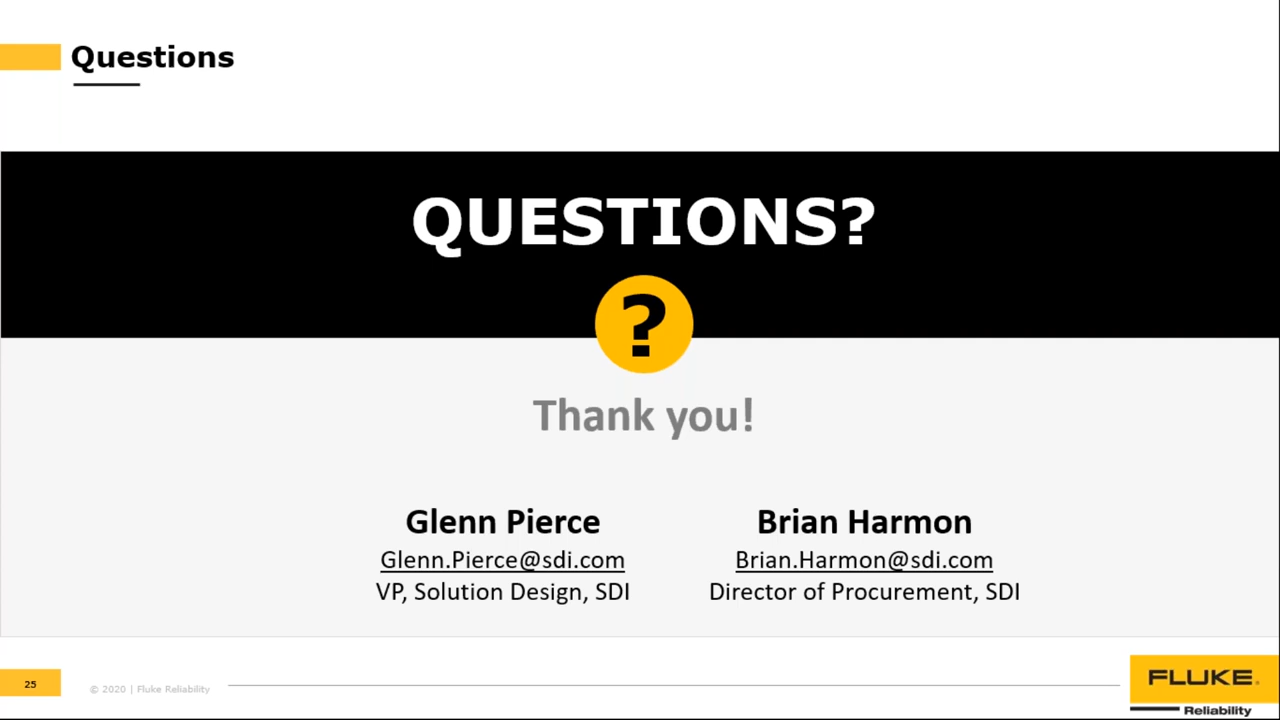 Questions
QUESTIONS?
?
Thank you!
Glenn Pierce
Glenn.Pierce@sdi.com
VP, Solution Design, SDI
Brian Harmon
Brian.Harmon@sdi.com
Director of Procurement, SDI
25
© 2020 | Fluke Reliability
FLUKE®
Reliability